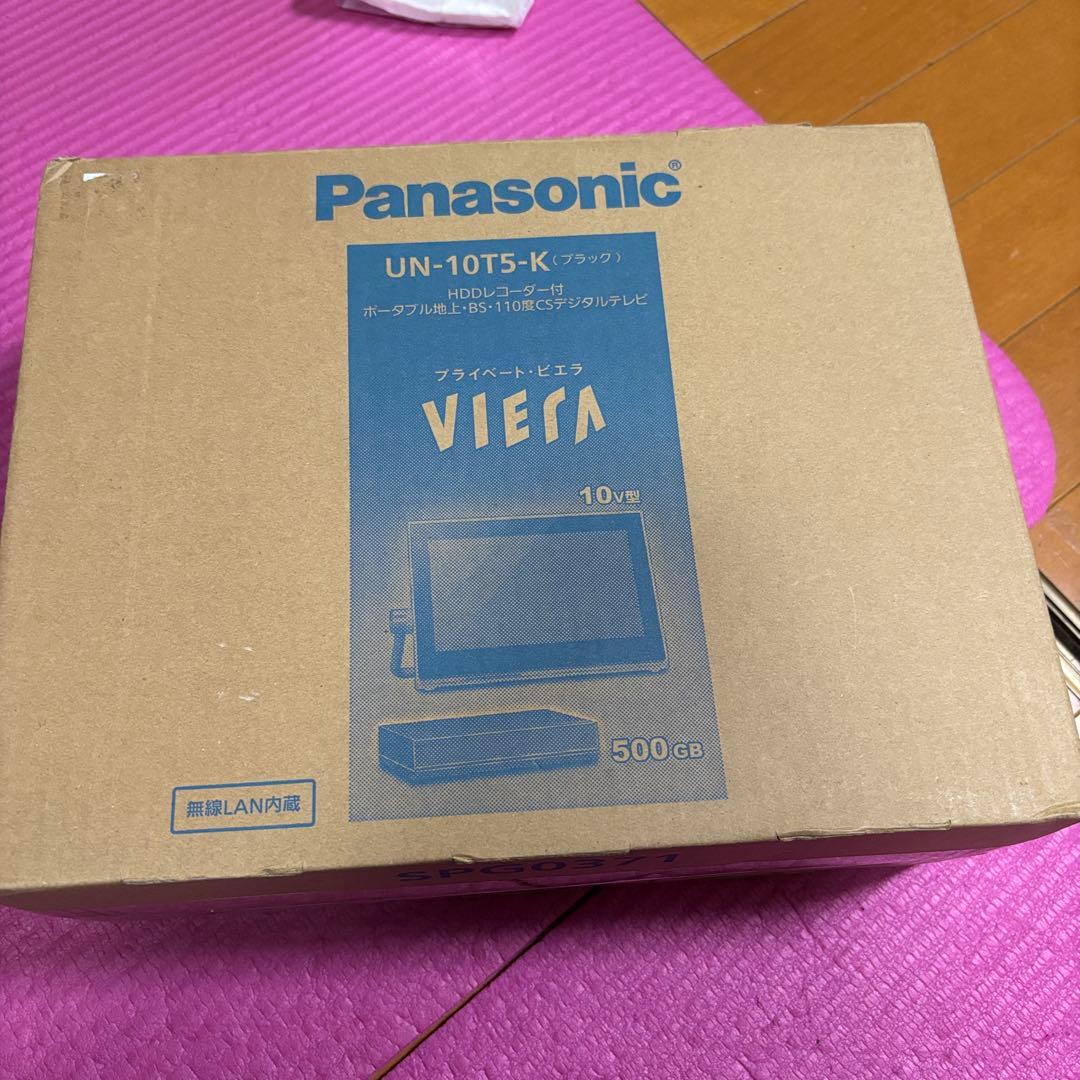 Panasonic®
UN-10T5-K（ブラック）
HDDレコーダー付
ポータブル地上・BS・110度CSデジタルテレビ
プライベート・ビエラ
VIERA
10V型
500GB
無線LAN内蔵
SPG0371